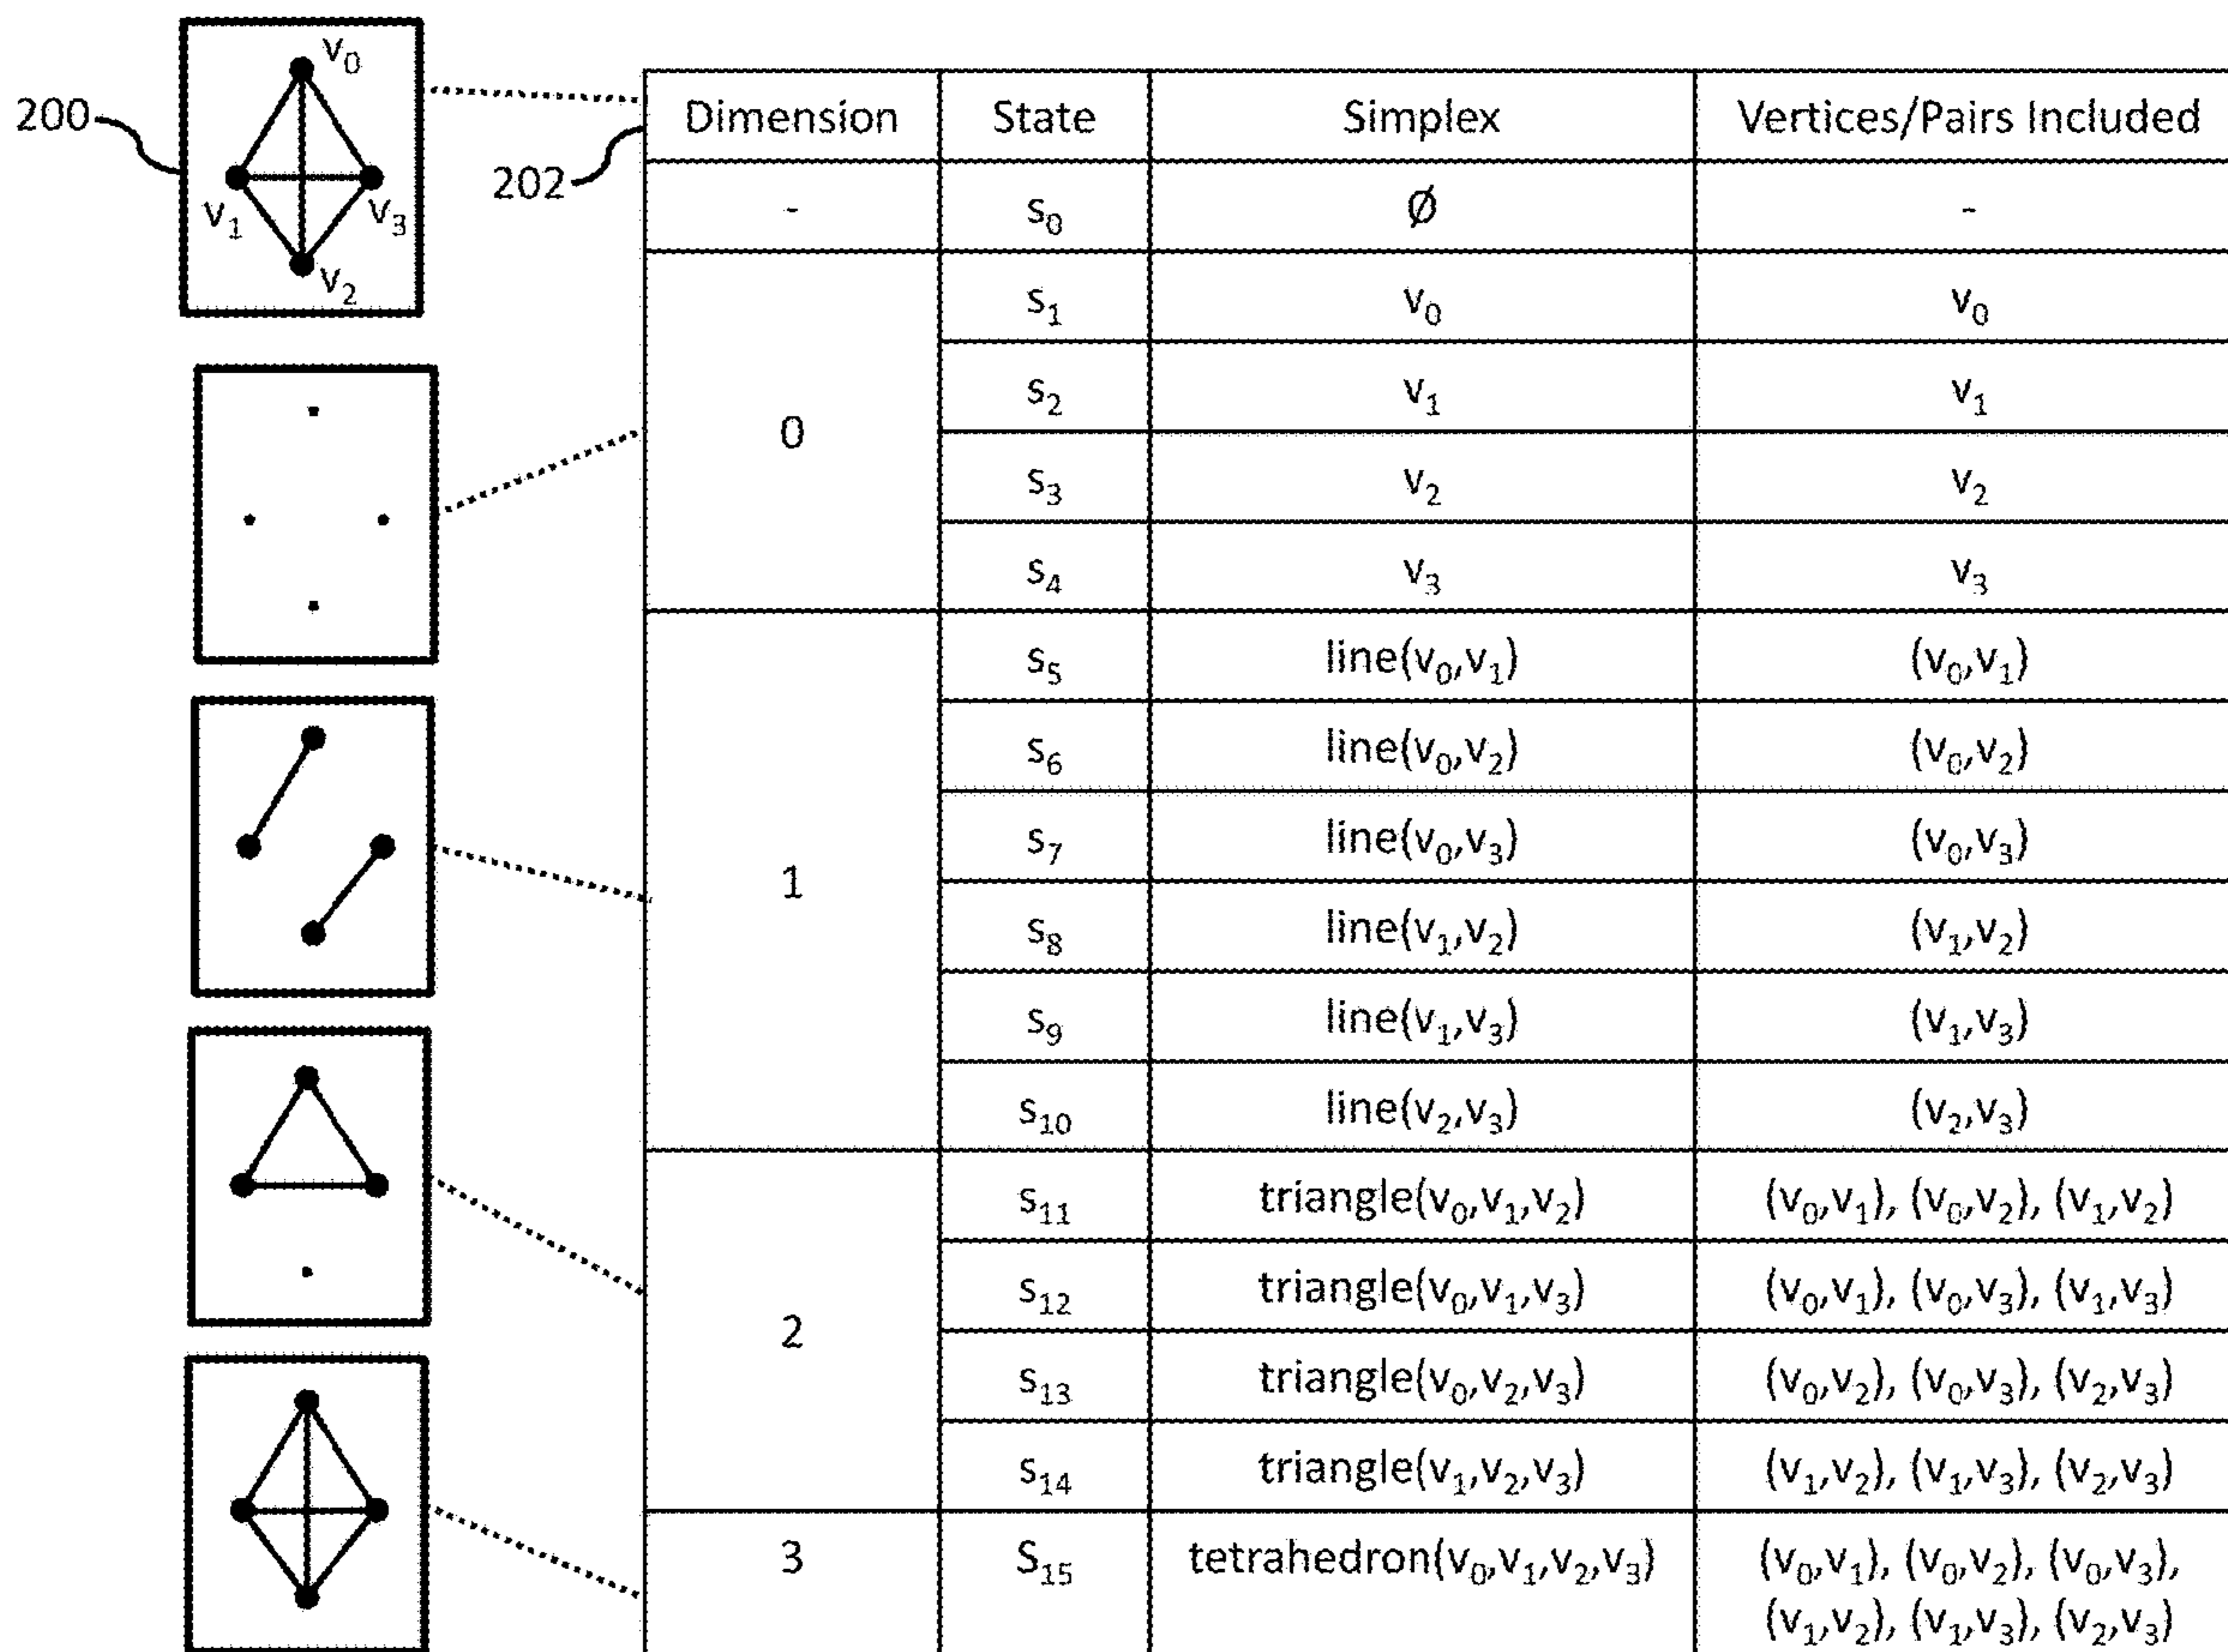 200
v₀
v₁
v₃
v₂
202
Dimension State Simplex Vertices/Pairs Included
- s₀ Ø -
0
s₁ v₀ v₀
s₂ v₁ v₁
s₃ v₂ v₂
s₄ v₃ v₃
1
s₅ line(v₀,v₁) (v₀,v₁)
s₆ line(v₀,v₂) (v₀,v₂)
s₇ line(v₀,v₃) (v₀,v₃)
s₈ line(v₁,v₂) (v₁,v₂)
s₉ line(v₁,v₃) (v₁,v₃)
s₁₀ line(v₂,v₃) (v₂,v₃)
2
s₁₁ triangle(v₀,v₁,v₂) (v₀,v₁), (v₀,v₂), (v₁,v₂)
s₁₂ triangle(v₀,v₁,v₃) (v₀,v₁), (v₀,v₃), (v₁,v₃)
s₁₃ triangle(v₀,v₂,v₃) (v₀,v₂), (v₀,v₃), (v₂,v₃)
s₁₄ triangle(v₁,v₂,v₃) (v₁,v₂), (v₁,v₃), (v₂,v₃)
3 S₁₅ tetrahedron(v₀,v₁,v₂,v₃) (v₀,v₁), (v₀,v₂), (v₀,v₃),
(v₁,v₂), (v₁,v₃), (v₂,v₃)